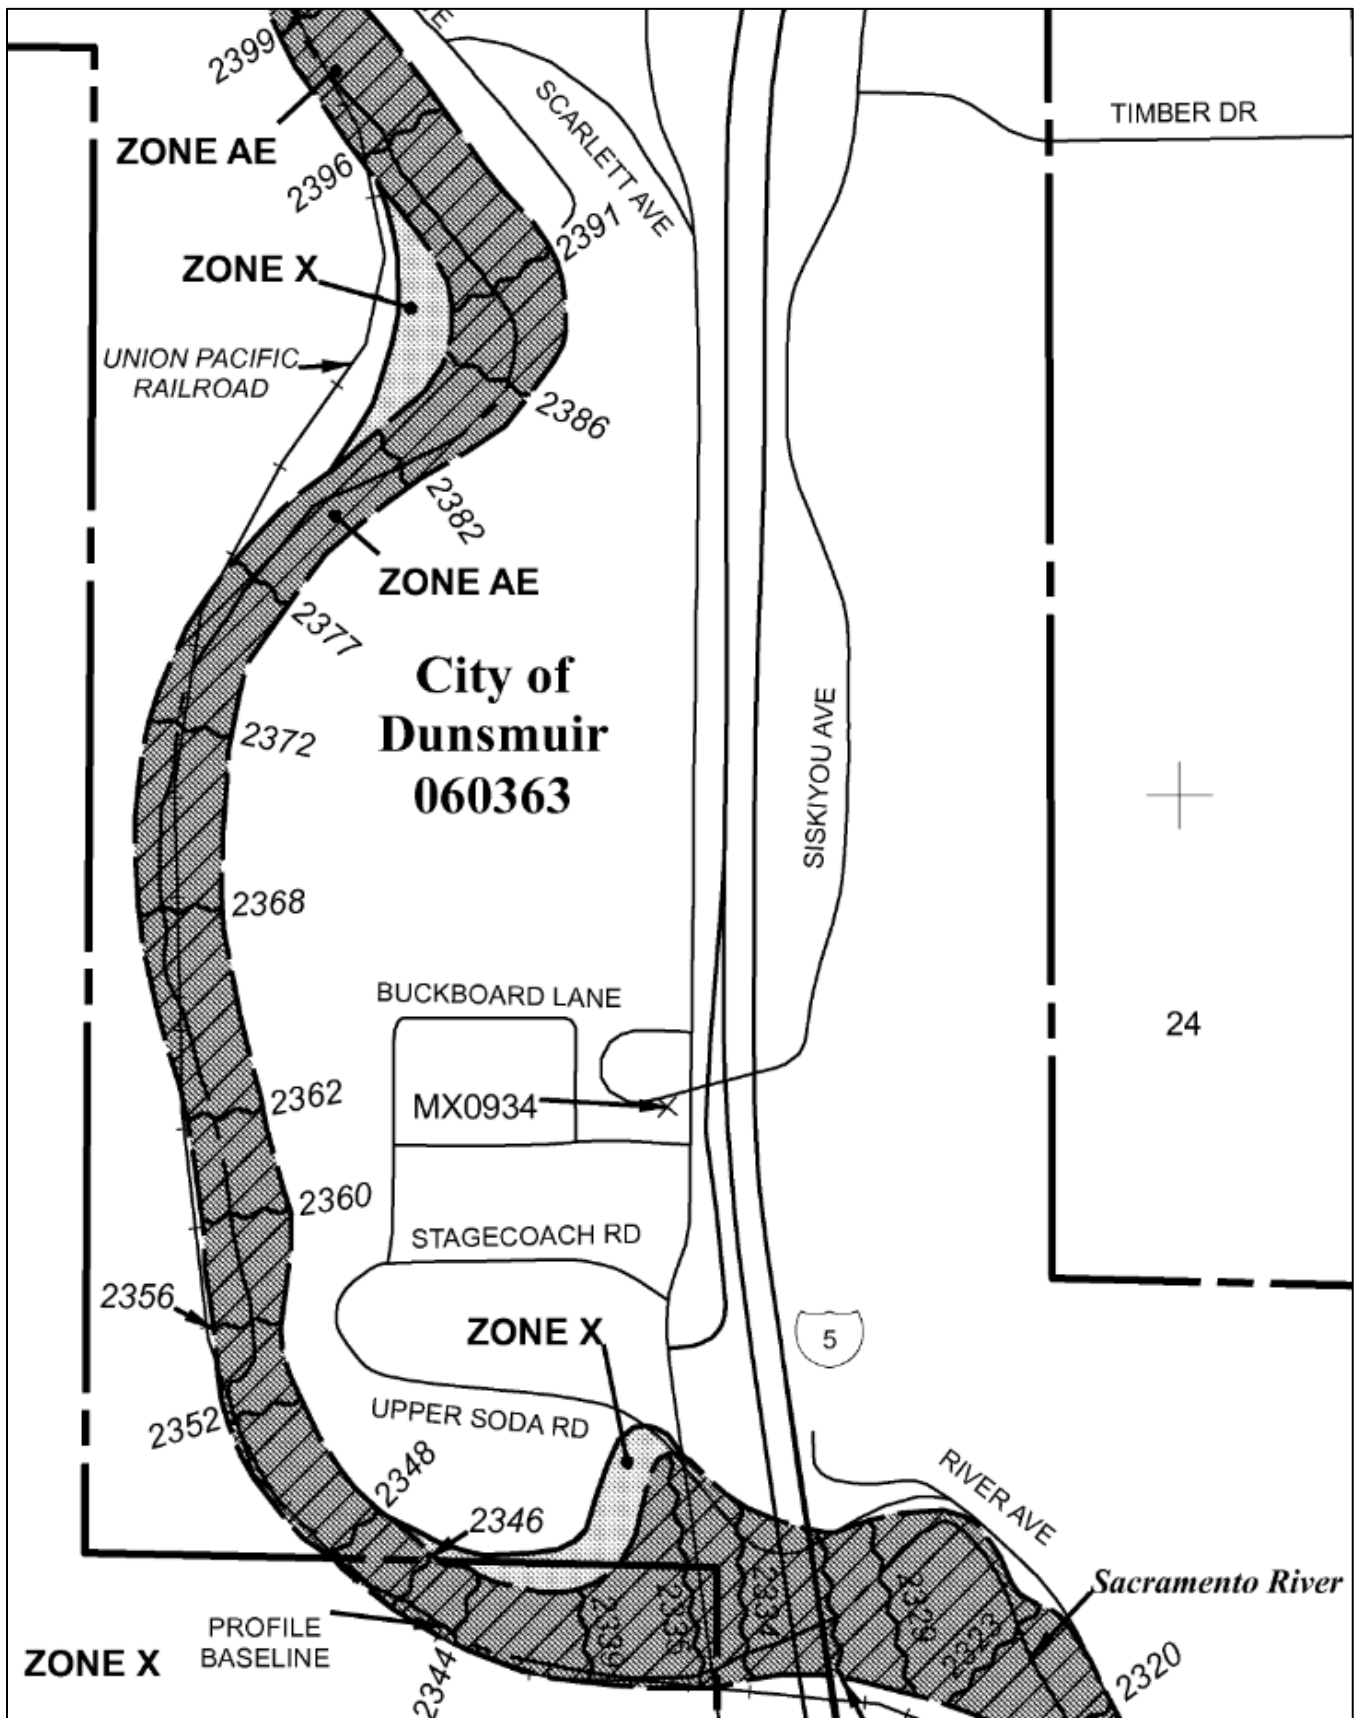 2399
SCARLETT AVE
TIMBER DR
ZONE AE
2396
2391
ZONE X
UNION PACIFIC
RAILROAD
2386
2382
ZONE AE
2377
City of
Dunsmuir
060363
2372
SISKIYOU AVE
2368
BUCKBOARD LANE
24
2362
MX0934
2360
STAGECOACH RD
2356
ZONE X
5
2352
UPPER SODA RD
2348
2346
RIVER AVE
Sacramento River
2339
2336
2334
2329
2323
PROFILE
BASELINE
ZONE X
2344
2320